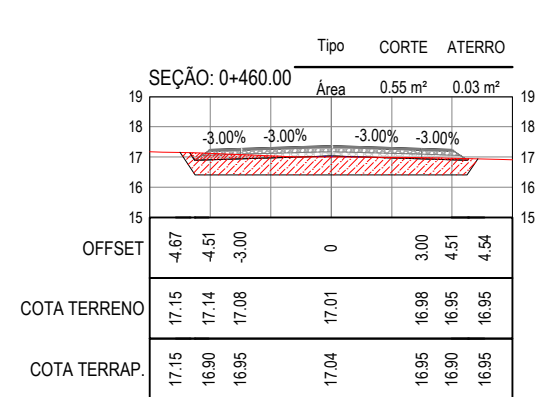 Tipo CORTE ATERRO
SEÇÃO: 0+460.00
Área 0.55 m² 0.03 m²
19 19
18 18
-3.00% -3.00% -3.00% -3.00%
17 17
16 16
15 15
OFFSET -4.67 -4.51 -3.00 0 3.00 4.51 4.54
COTA TERRENO 17.15 17.14 17.08 17.01 16.98 16.95 16.95
COTA TERRAP. 17.15 16.90 16.95 17.04 16.95 16.90 16.95